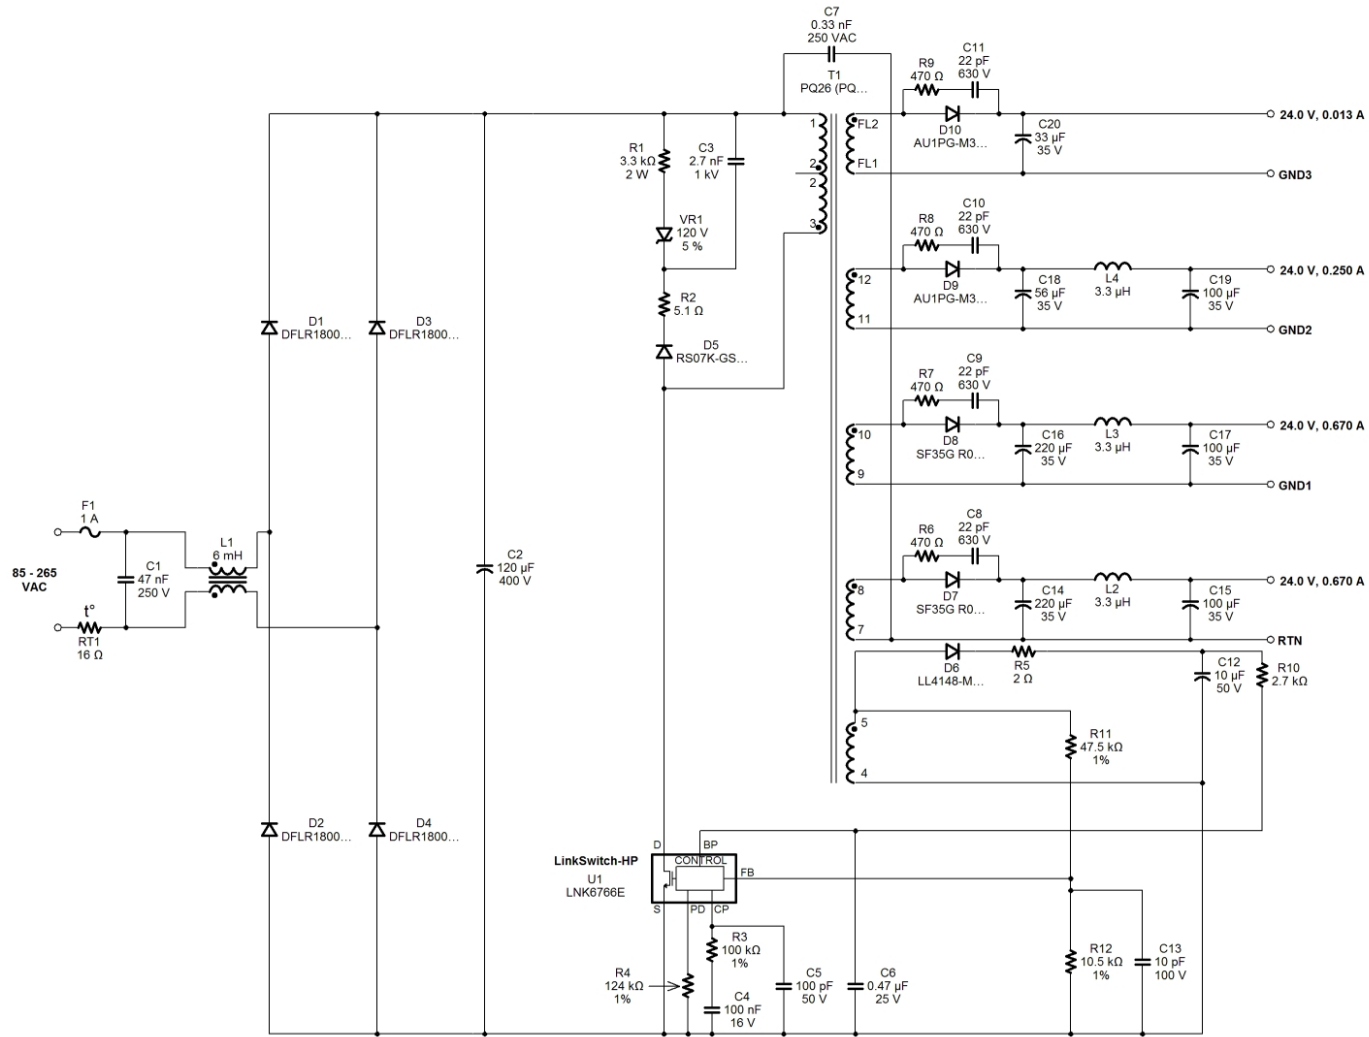 C7
0.33 nF
250 VAC
T1
PQ26 (PQ...
R9
470 Ω
C11
22 pF
630 V
D10
AU1PG-M3...
C20
33 µF
35 V
24.0 V, 0.013 A
GND3
1
2
2
3
FL2
FL1
R1
3.3 kΩ
2 W
C3
2.7 nF
1 kV
VR1
120 V
5 %
R2
5.1 Ω
D5
RS07K-GS...
R8
470 Ω
C10
22 pF
630 V
D9
AU1PG-M3...
12
11
C18
56 µF
35 V
L4
3.3 µH
C19
100 µF
35 V
24.0 V, 0.250 A
GND2
D1
DFLR1800...
D3
DFLR1800...
R7
470 Ω
C9
22 pF
630 V
D8
SF35G R0...
10
9
C16
220 µF
35 V
L3
3.3 µH
C17
100 µF
35 V
24.0 V, 0.670 A
GND1
F1
1 A
85 - 265
VAC
C1
47 nF
250 V
L1
6 mH
t°
RT1
16 Ω
C2
120 µF
400 V
R6
470 Ω
C8
22 pF
630 V
D7
SF35G R0...
8
7
C14
220 µF
35 V
L2
3.3 µH
C15
100 µF
35 V
24.0 V, 0.670 A
RTN
D6
LL4148-M...
R5
2 Ω
C12
10 µF
50 V
R10
2.7 kΩ
5
4
R11
47.5 kΩ
1%
D2
DFLR1800...
D4
DFLR1800...
LinkSwitch-HP
U1
LNK6766E
D
BP
CONTROL
FB
S
PD
CP
R3
100 kΩ
1%
R4
124 kΩ
1%
C4
100 nF
16 V
C5
100 pF
50 V
C6
0.47 µF
25 V
R12
10.5 kΩ
1%
C13
10 pF
100 V